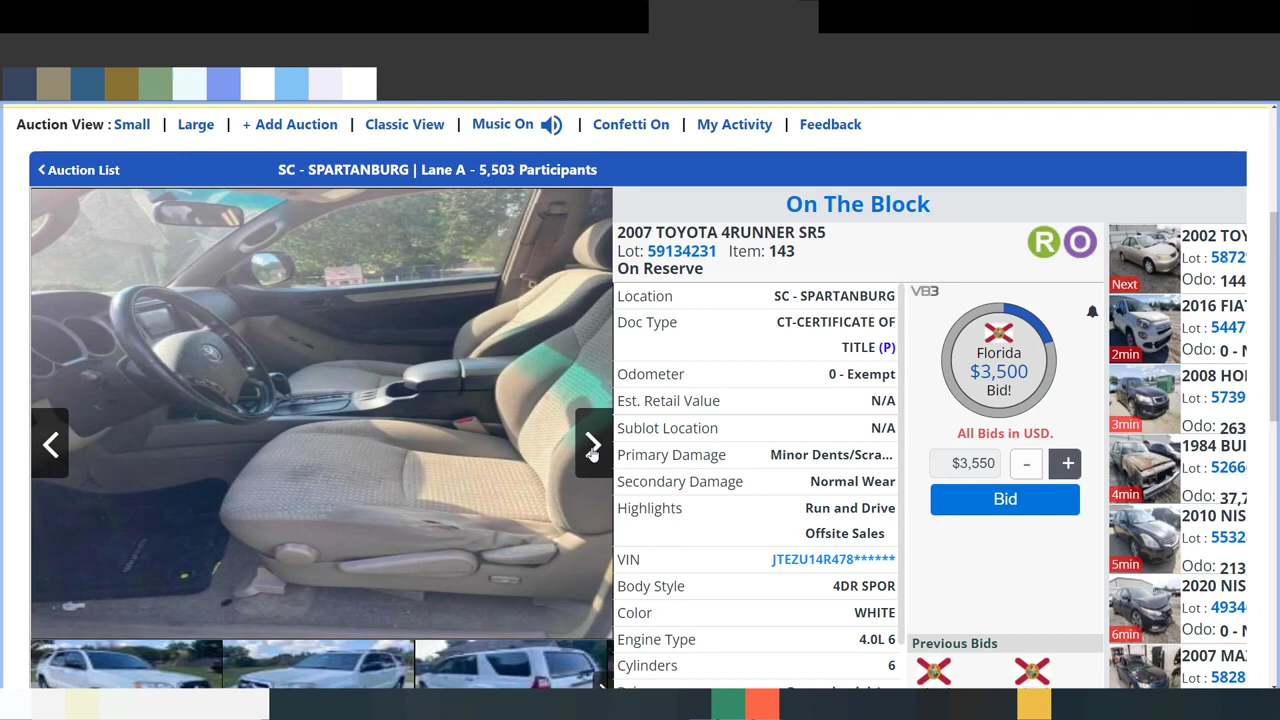 Auction View : Small | Large | + Add Auction | Classic View | Music On | Confetti On | My Activity | Feedback
Auction List
SC - SPARTANBURG | Lane A - 5,503 Participants
On The Block
2007 TOYOTA 4RUNNER SR5
Lot: 59134231 Item: 143
On Reserve
R O
Location SC - SPARTANBURG
Doc Type CT-CERTIFICATE OF
TITLE (P)
Odometer 0 - Exempt
Est. Retail Value N/A
Sublot Location N/A
Primary Damage Minor Dents/Scra...
Secondary Damage Normal Wear
Highlights Run and Drive
Offsite Sales
VIN JTEZU14R478******
Body Style 4DR SPOR
Color WHITE
Engine Type 4.0L 6
Cylinders 6
VB3
Florida
$3,500
Bid!
All Bids in USD.
$3,550 - +
Bid
Previous Bids
2002 TOY
Lot : 5872
Odo: 144
Next
2016 FIA
Lot : 5447
Odo: 0 - N
2min
2008 HO
Lot : 5739
Odo: 263
3min
1984 BUI
Lot : 5266
Odo: 37,7
4min
2010 NIS
Lot : 5532
Odo: 213
5min
2020 NIS
Lot : 4934
Odo: 0 - N
6min
2007 MA
Lot : 5828